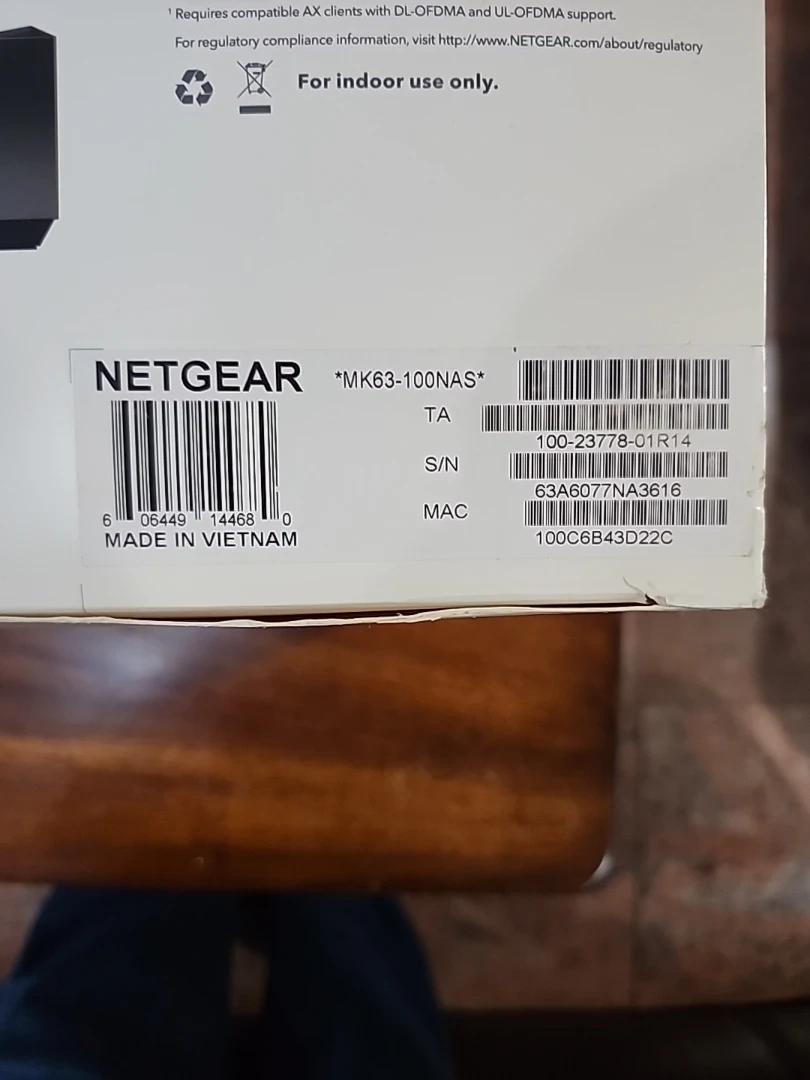 ¹ Requires compatible AX clients with DL-OFDMA and UL-OFDMA support.
For regulatory compliance information, visit http://www.NETGEAR.com/about/regulatory
For indoor use only.
NETGEAR *MK63-100NAS*
TA
100-23778-01R14
S/N
63A6077NA3616
MAC
100C6B43D22C
6 06449 14468 0
MADE IN VIETNAM